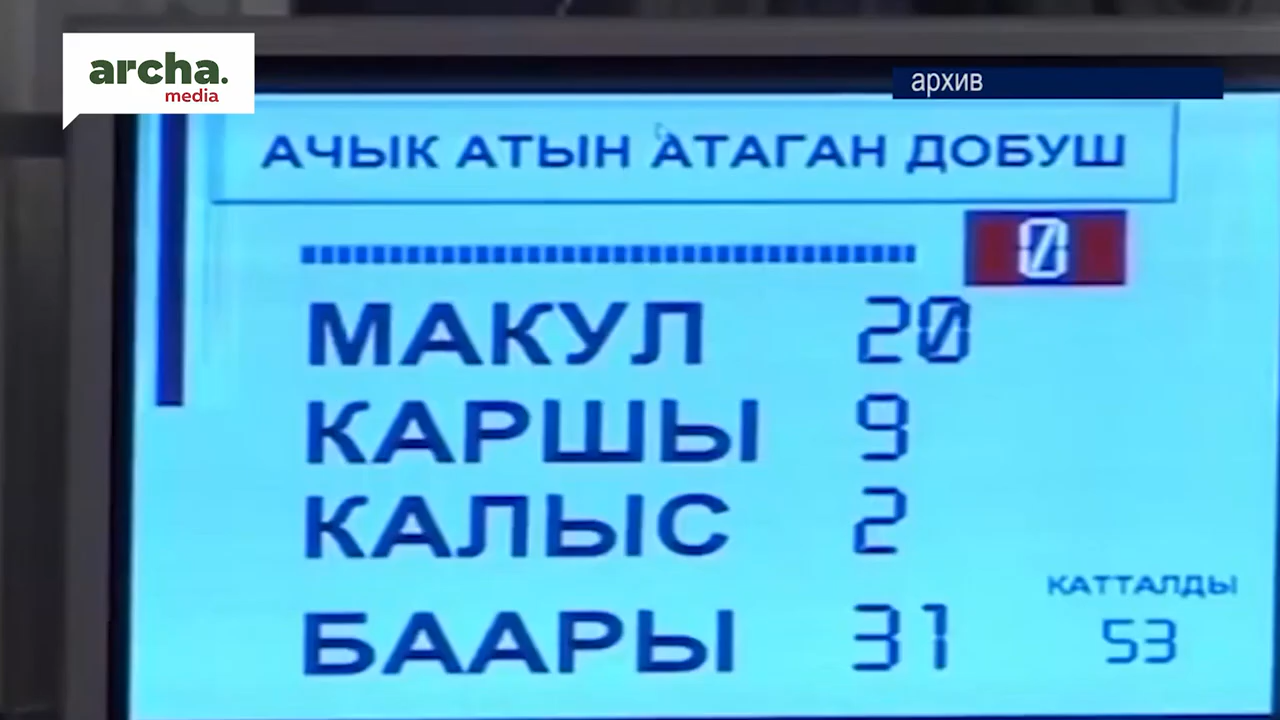 archa.
media
архив
АЧЫК АТЫН АТАГАН ДОБУШ
0
МАКУЛ 20
КАРШЫ 9
КАЛЫС 2
КАТТАЛДЫ
БААРЫ 31
53